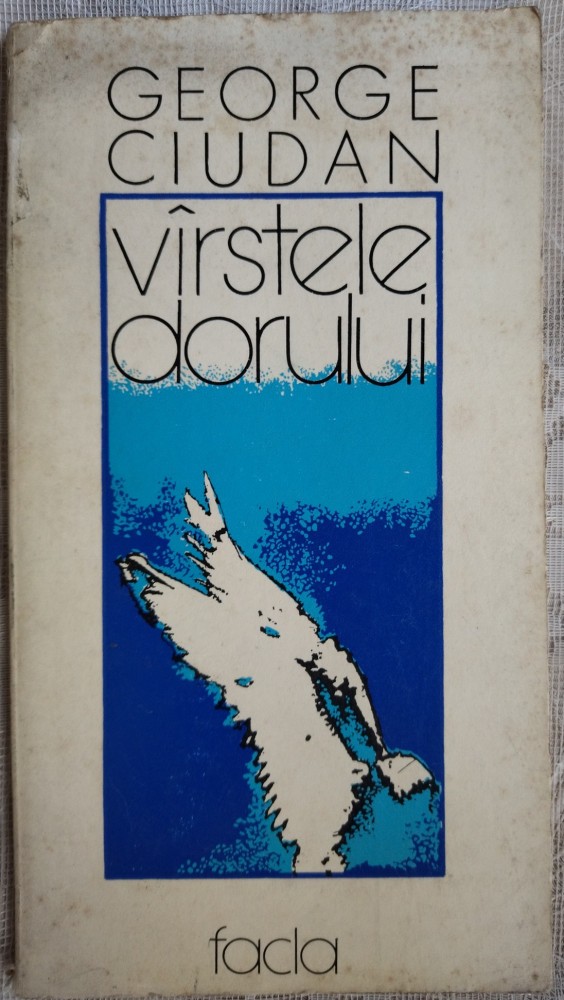 GEORGE
CIUDAN
vîrstele
dorului
facla